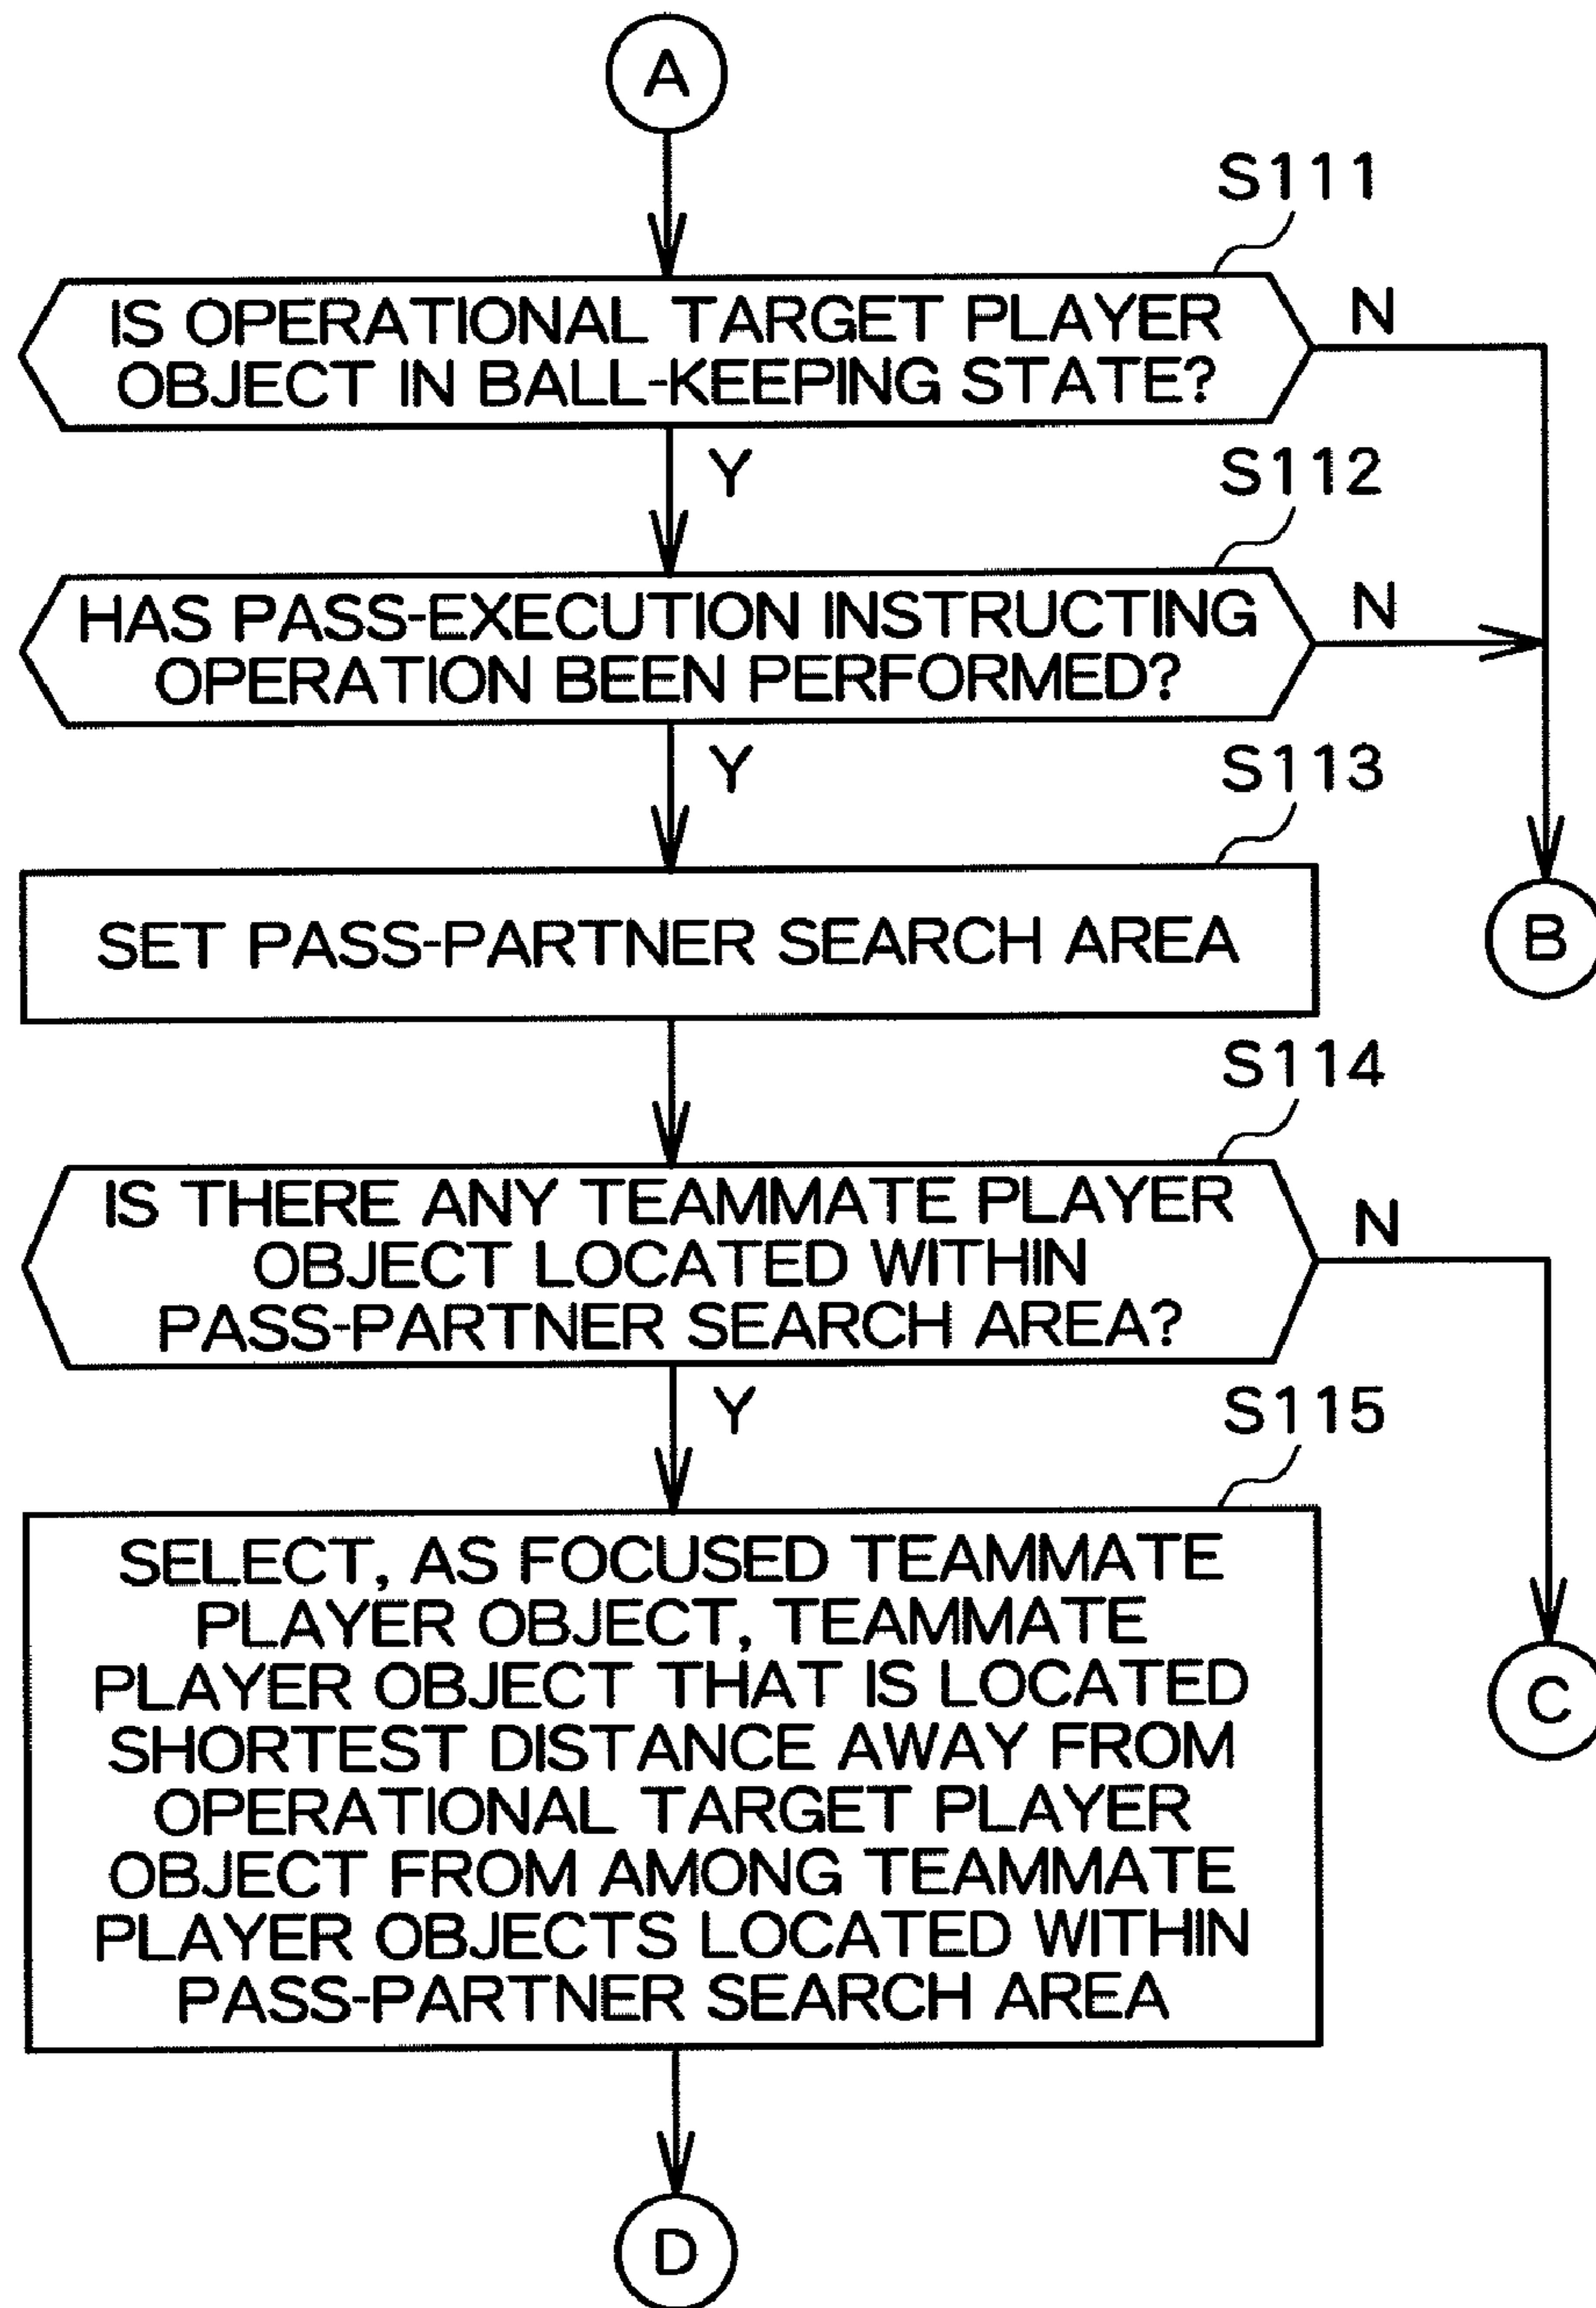 A
S111
IS OPERATIONAL TARGET PLAYER
OBJECT IN BALL-KEEPING STATE?
N
Y
S112
HAS PASS-EXECUTION INSTRUCTING
OPERATION BEEN PERFORMED?
N
Y
S113
SET PASS-PARTNER SEARCH AREA
B
S114
IS THERE ANY TEAMMATE PLAYER
OBJECT LOCATED WITHIN
PASS-PARTNER SEARCH AREA?
N
Y
S115
SELECT, AS FOCUSED TEAMMATE
PLAYER OBJECT, TEAMMATE
PLAYER OBJECT THAT IS LOCATED
SHORTEST DISTANCE AWAY FROM
OPERATIONAL TARGET PLAYER
OBJECT FROM AMONG TEAMMATE
PLAYER OBJECTS LOCATED WITHIN
PASS-PARTNER SEARCH AREA
C
D